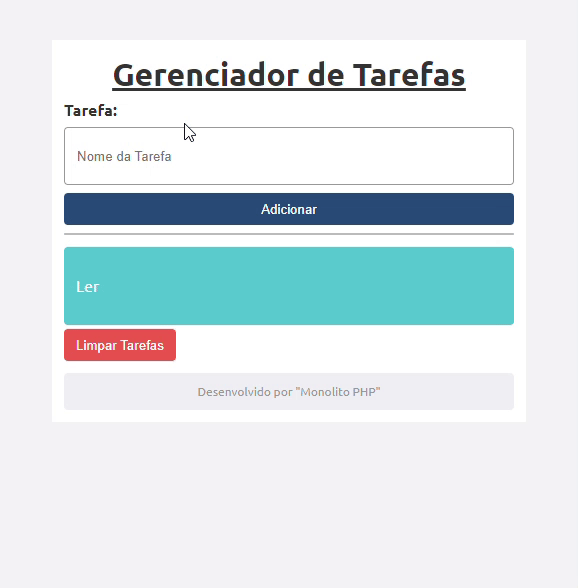 Gerenciador de Tarefas
Tarefa:
Nome da Tarefa
Adicionar
Ler
Limpar Tarefas
Desenvolvido por "Monolito PHP"